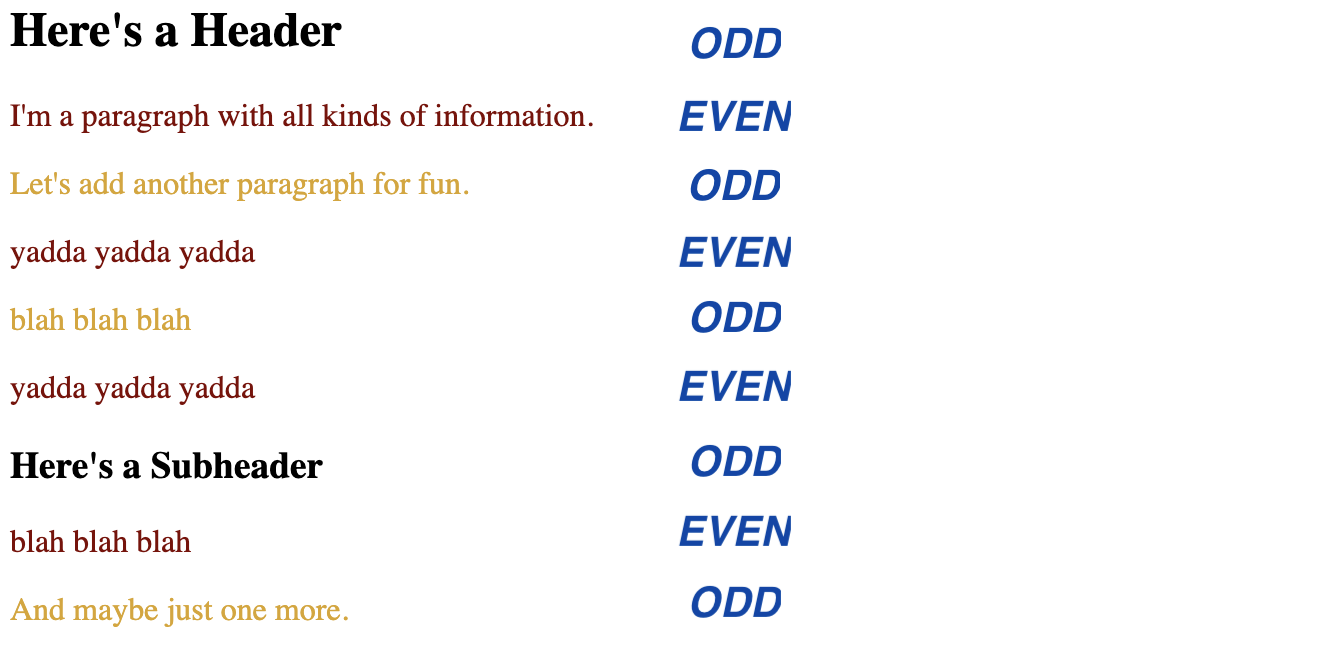 Here's a Header ODD
I'm a paragraph with all kinds of information. EVEN
Let's add another paragraph for fun. ODD
yadda yadda yadda EVEN
blah blah blah ODD
yadda yadda yadda EVEN
Here's a Subheader ODD
blah blah blah EVEN
And maybe just one more. ODD